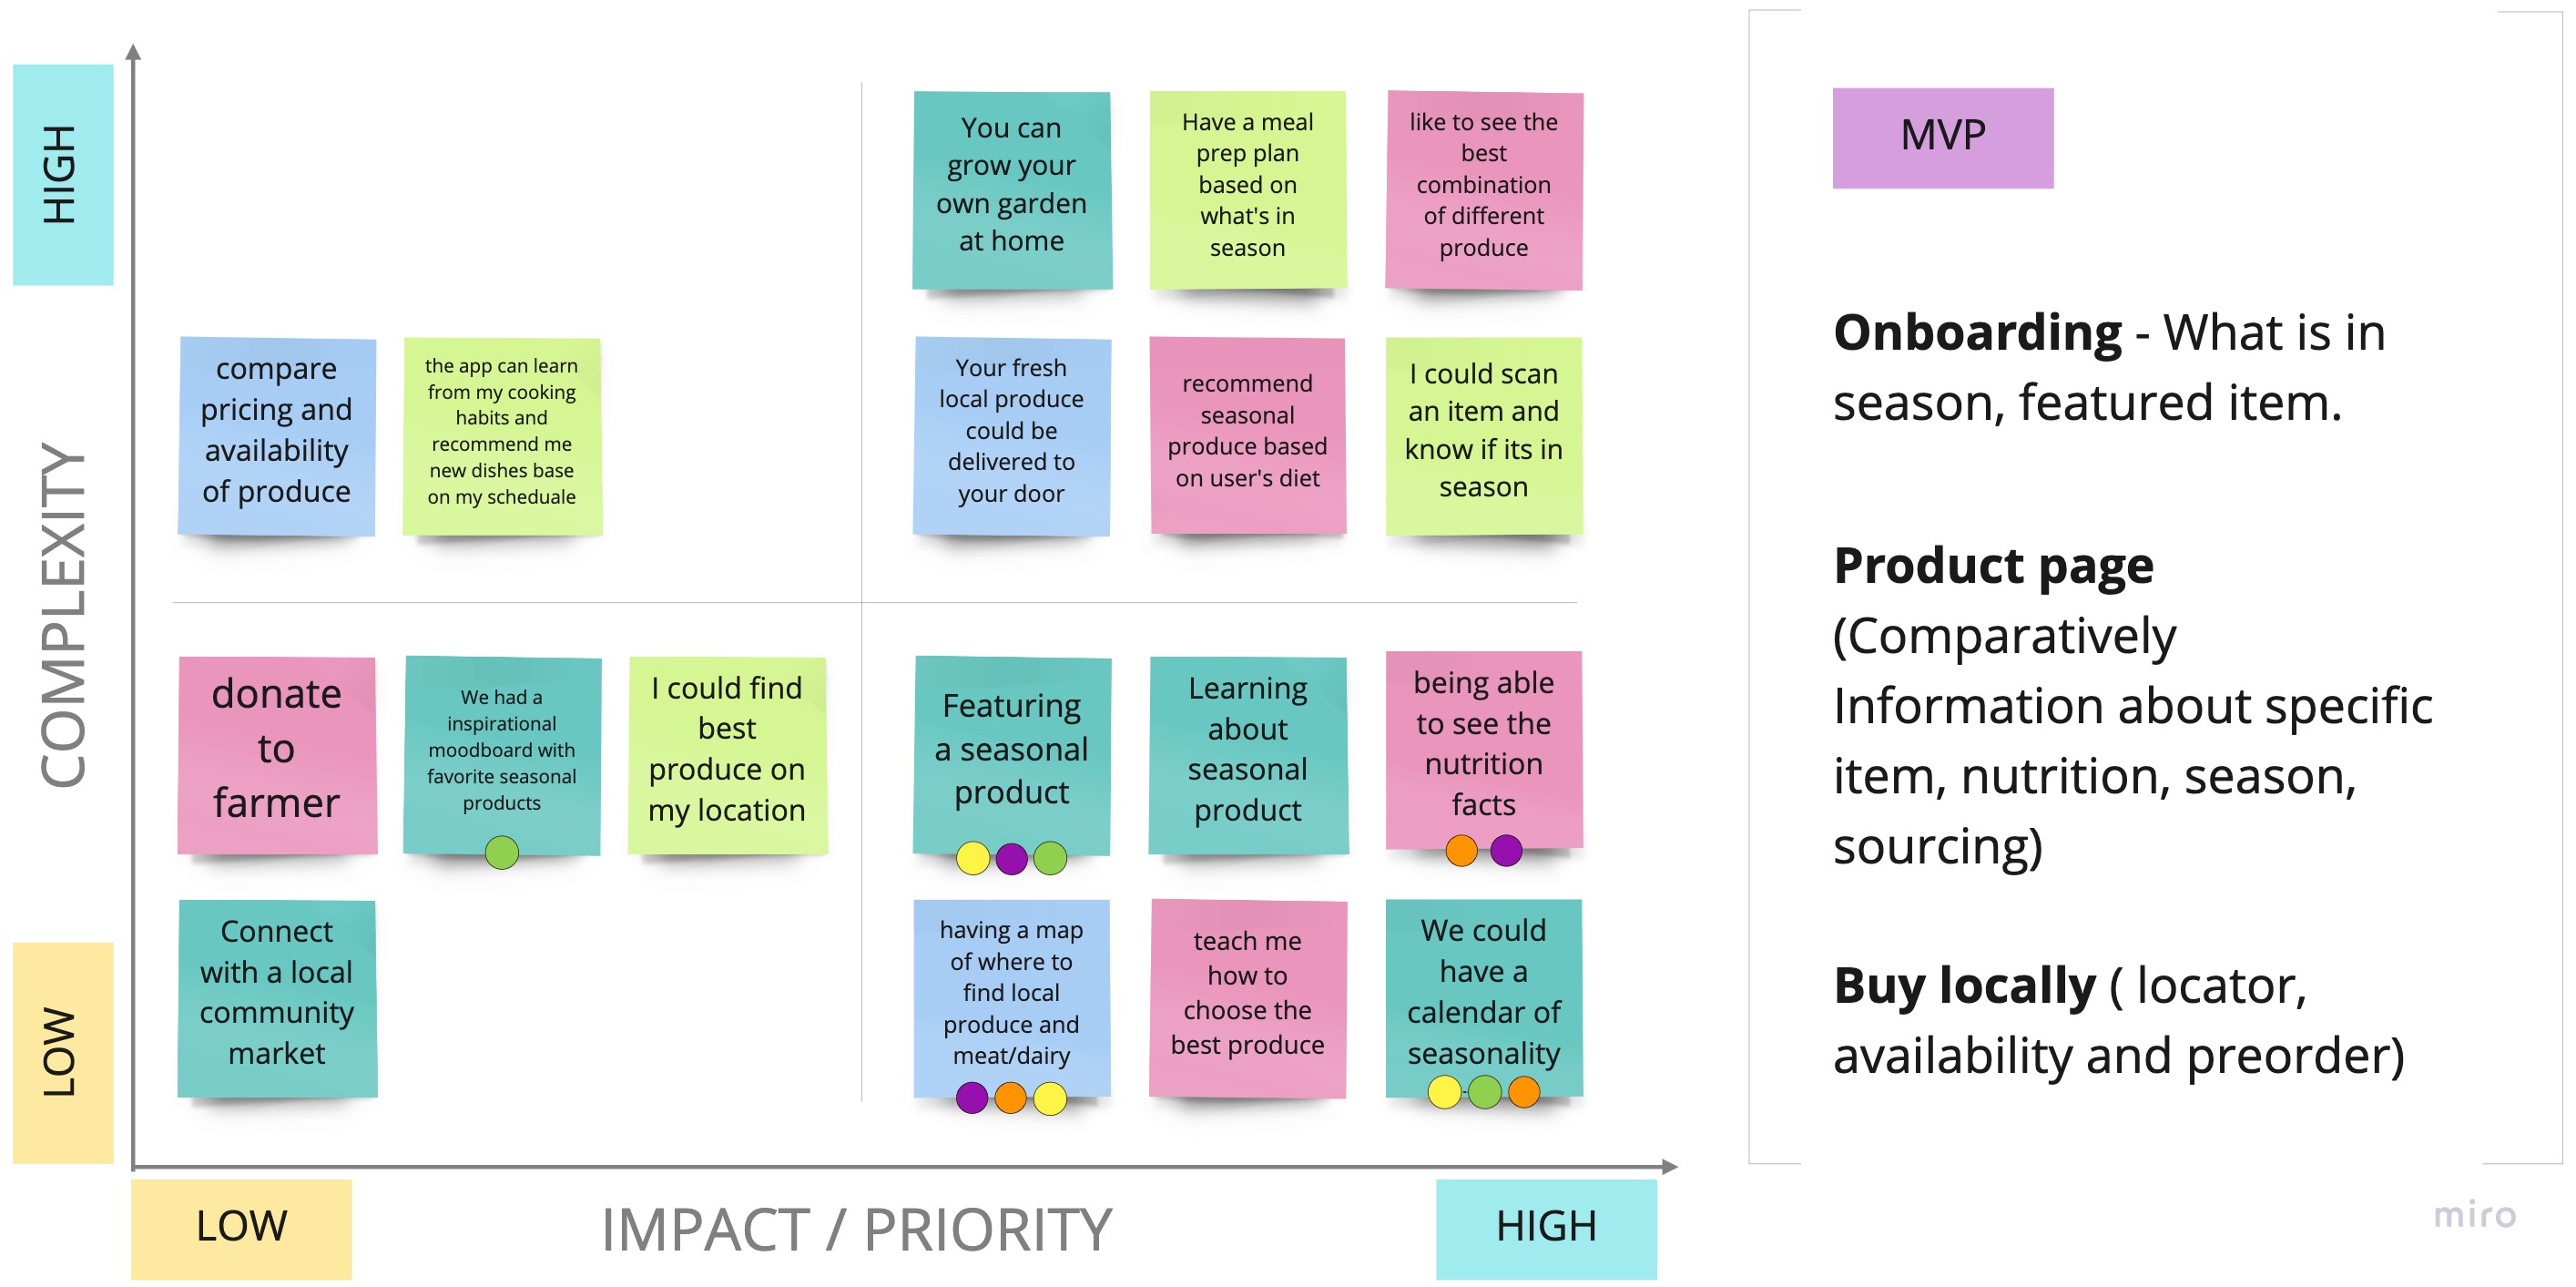 HIGH
COMPLEXITY
LOW
You can
grow your
own garden
at home
Have a meal
prep plan
based on
what's in
season
like to see the
best
combination
of different
produce
compare
pricing and
availability
of produce
the app can learn
from my cooking
habits and
recommend me
new dishes base
on my scheduale
Your fresh
local produce
could be
delivered to
your door
recommend
seasonal
produce based
on user's diet
I could scan
an item and
know if its in
season
donate
to
farmer
We had a
inspirational
moodboard with
favorite seasonal
products
I could find
best
produce on
my location
Featuring
a seasonal
product
Learning
about
seasonal
product
being able
to see the
nutrition
facts
Connect
with a local
community
market
having a map
of where to
find local
produce and
meat/dairy
teach me
how to
choose the
best produce
We could
have a
calendar of
seasonality
LOW
IMPACT / PRIORITY
HIGH
MVP
Onboarding - What is in
season, featured item.
Product page
(Comparatively
Information about specific
item, nutrition, season,
sourcing)
Buy locally ( locator,
availability and preorder)
miro